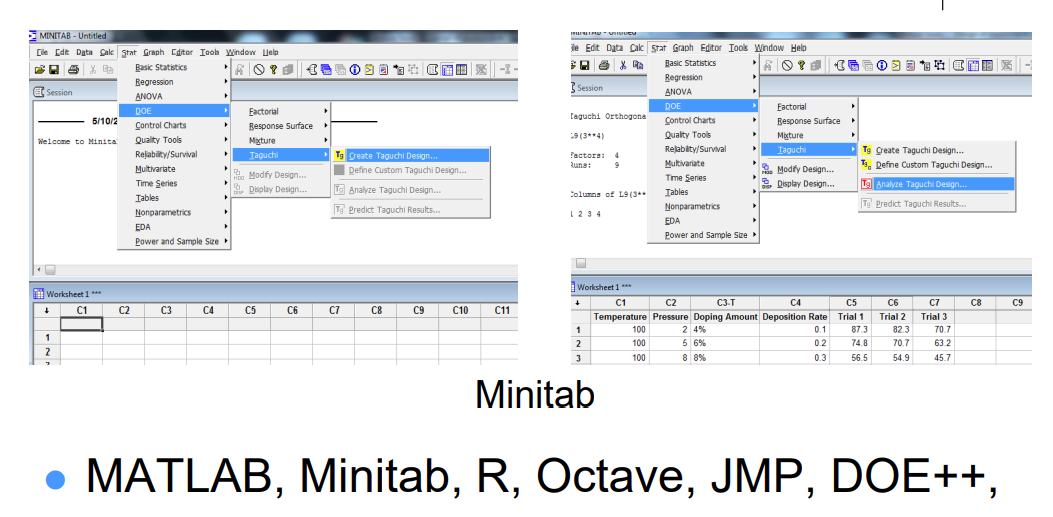 MINITAB - Untitled
File Edit Data Calc Stat Graph Editor Tools Window Help
Basic Statistics
Regression
ANOVA
DOE
Control Charts
Quality Tools
Reliability/Survival
Multivariate
Time Series
Tables
Nonparametrics
EDA
Power and Sample Size
Factorial
Response Surface
Mixture
Taguchi
Modify Design...
Display Design...
Create Taguchi Design...
Define Custom Taguchi Design...
Analyze Taguchi Design...
Predict Taguchi Results...
Session
5/10/2
Welcome to Minita
Worksheet 1 ***
C1 C2 C3 C4 C5 C6 C7 C8 C9 C10 C11
1
2
ile Edit Data Calc Stat Graph Editor Tools Window Help
Basic Statistics
Regression
ANOVA
DOE
Control Charts
Quality Tools
Reliability/Survival
Multivariate
Time Series
Tables
Nonparametrics
EDA
Power and Sample Size
Factorial
Response Surface
Mixture
Taguchi
Modify Design...
Display Design...
Create Taguchi Design...
Define Custom Taguchi Design...
Analyze Taguchi Design...
Predict Taguchi Results...
Session
Taguchi Orthogona
L9(3**4)
Factors: 4
Runs: 9
Columns of L9(3**
1 2 3 4
Worksheet 1 ***
C1 C2 C3-T C4 C5 C6 C7 C8 C9
Temperature Pressure Doping Amount Deposition Rate Trial 1 Trial 2 Trial 3
1 100 2 4% 0.1 87.3 82.3 70.7
2 100 5 6% 0.2 74.8 70.7 63.2
3 100 8 8% 0.3 56.5 54.9 45.7
Minitab
• MATLAB, Minitab, R, Octave, JMP, DOE++,